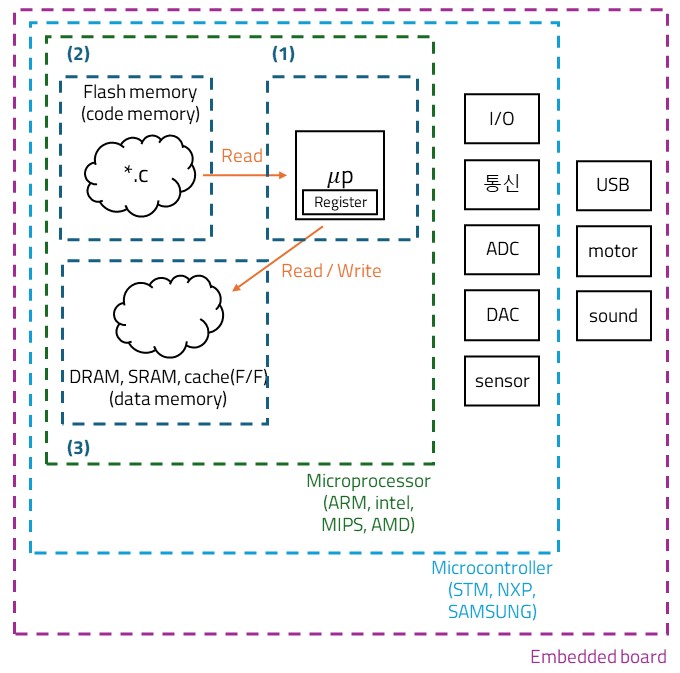 (2)
(1)
Flash memory
(code memory)
*.c
Read
μp
Register
Read / Write
DRAM, SRAM, cache(F/F)
(data memory)
(3)
I/O
통신
ADC
DAC
sensor
USB
motor
sound
Microprocessor
(ARM, intel,
MIPS, AMD)
Microcontroller
(STM, NXP,
SAMSUNG)
Embedded board